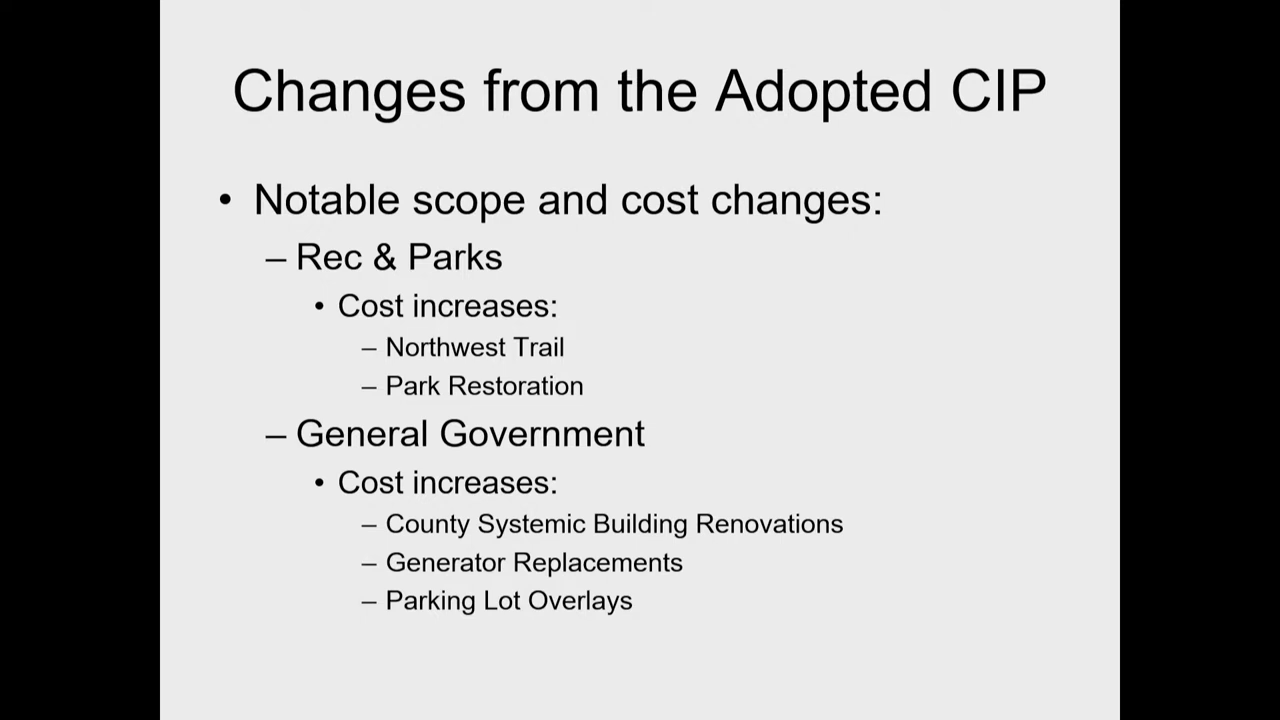 Changes from the Adopted CIP
• Notable scope and cost changes:
– Rec & Parks
• Cost increases:
– Northwest Trail
– Park Restoration
– General Government
• Cost increases:
– County Systemic Building Renovations
– Generator Replacements
– Parking Lot Overlays